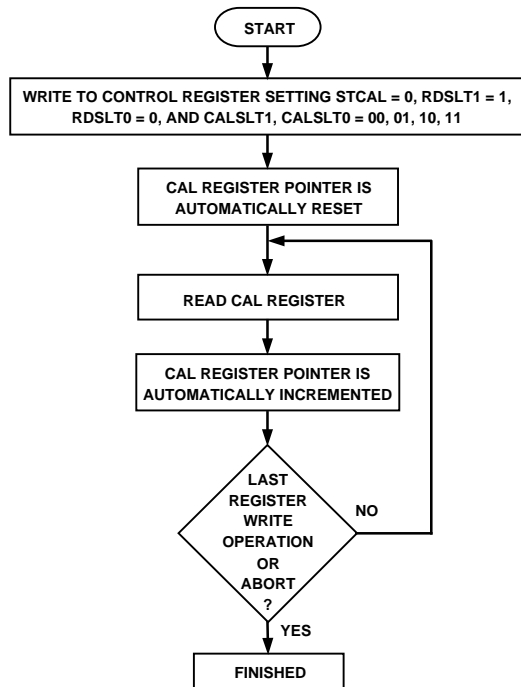 START
WRITE TO CONTROL REGISTER SETTING STCAL = 0, RDSLT1 = 1,
RDSLT0 = 0, AND CALSLT1, CALSLT0 = 00, 01, 10, 11
CAL REGISTER POINTER IS
AUTOMATICALLY RESET
READ CAL REGISTER
CAL REGISTER POINTER IS
AUTOMATICALLY INCREMENTED
LAST
REGISTER
WRITE
OPERATION
OR
ABORT
?
NO
YES
FINISHED